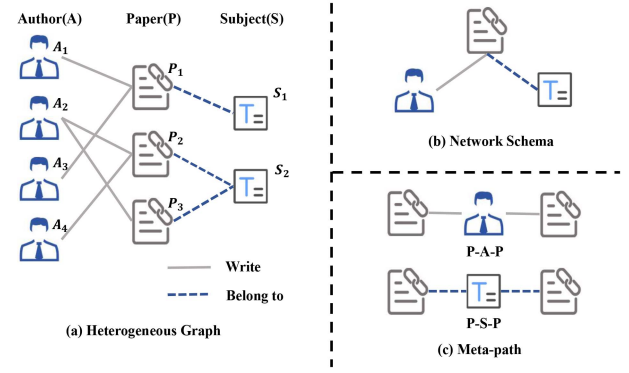 Author(A) Paper(P) Subject(S)
A1
P1
S1
A2
P2
A3
S2
P3
A4
Write
Belong to
(a) Heterogeneous Graph
T
T
T
(b) Network Schema
P-A-P
T
P-S-P
(c) Meta-path